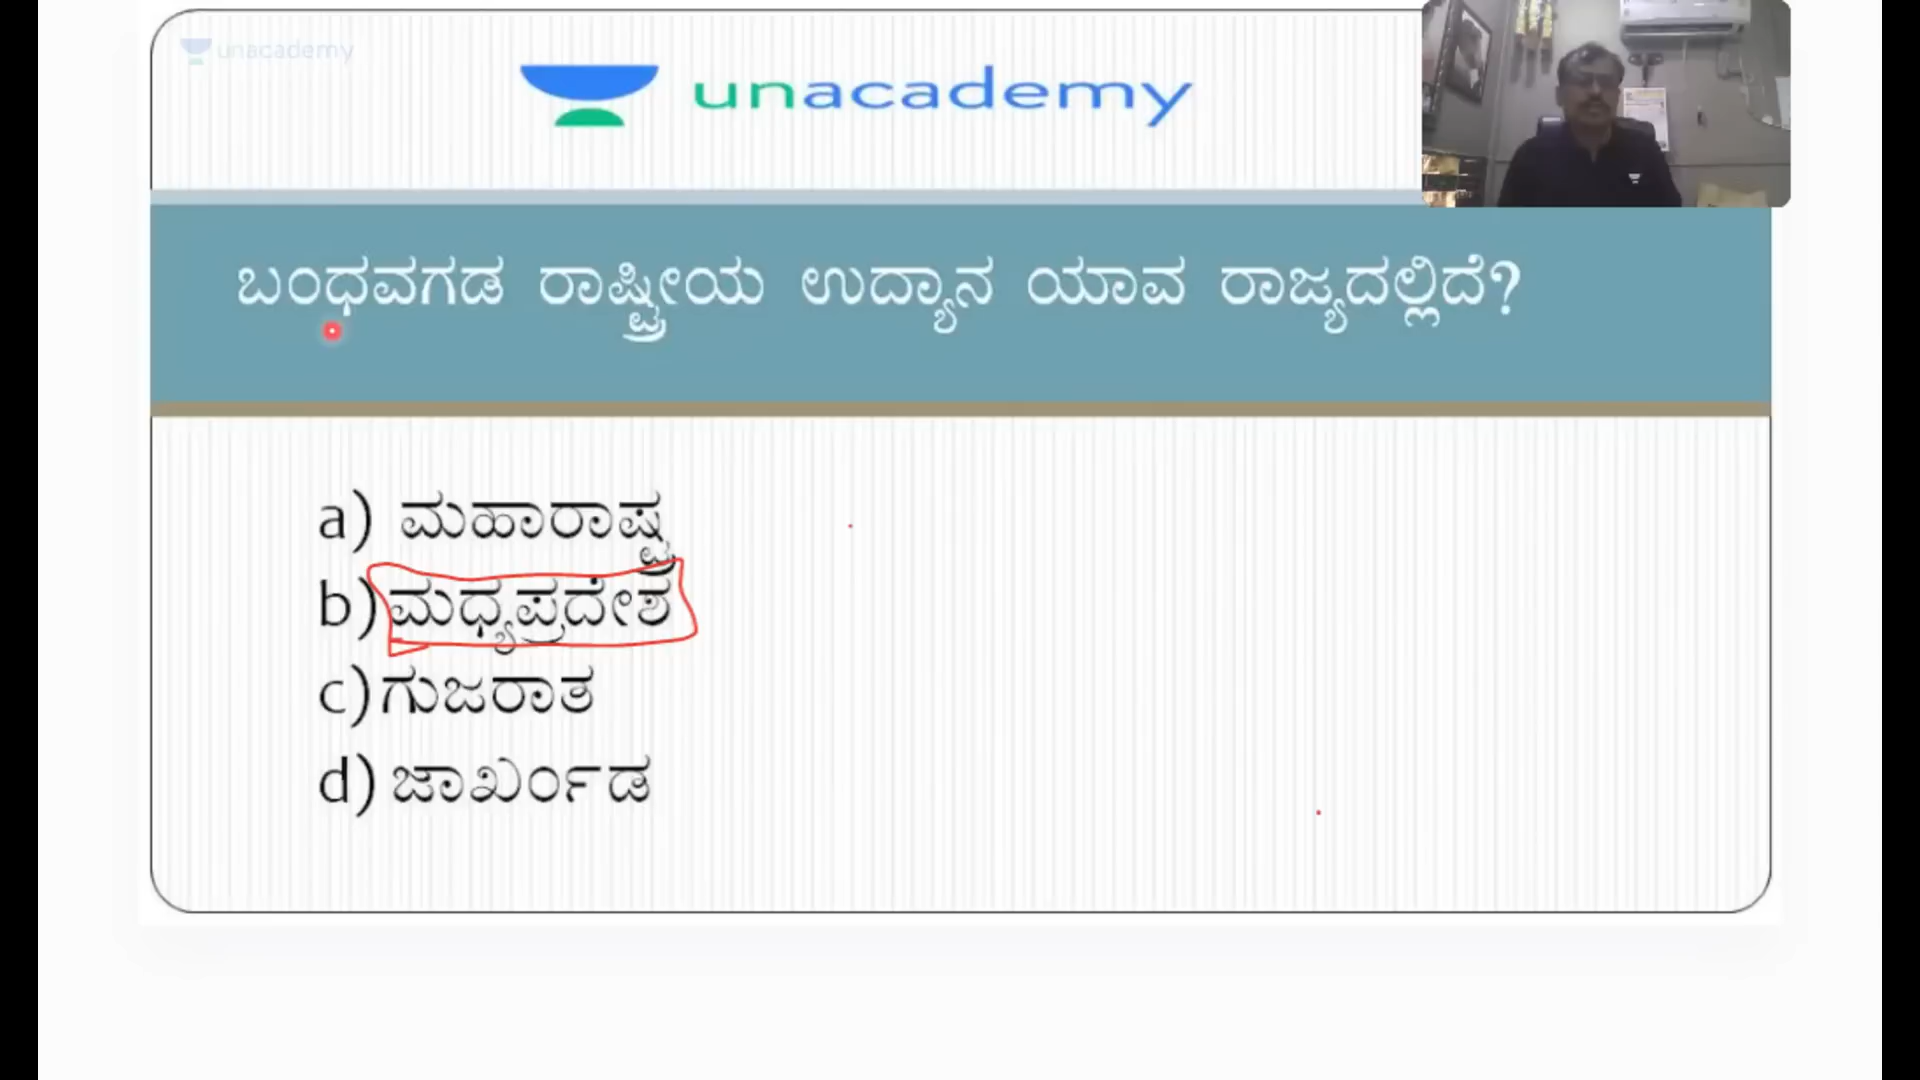 unacademy
unacademy
ಬಂಧವಗಡ ರಾಷ್ಟ್ರೀಯ ಉದ್ಯಾನ ಯಾವ ರಾಜ್ಯದಲ್ಲಿದೆ?
a) ಮಹಾರಾಷ್ಟ್ರ
b) ಮಧ್ಯಪ್ರದೇಶ
c) ಗುಜರಾತ
d) ಜಾರ್ಖಂಡ